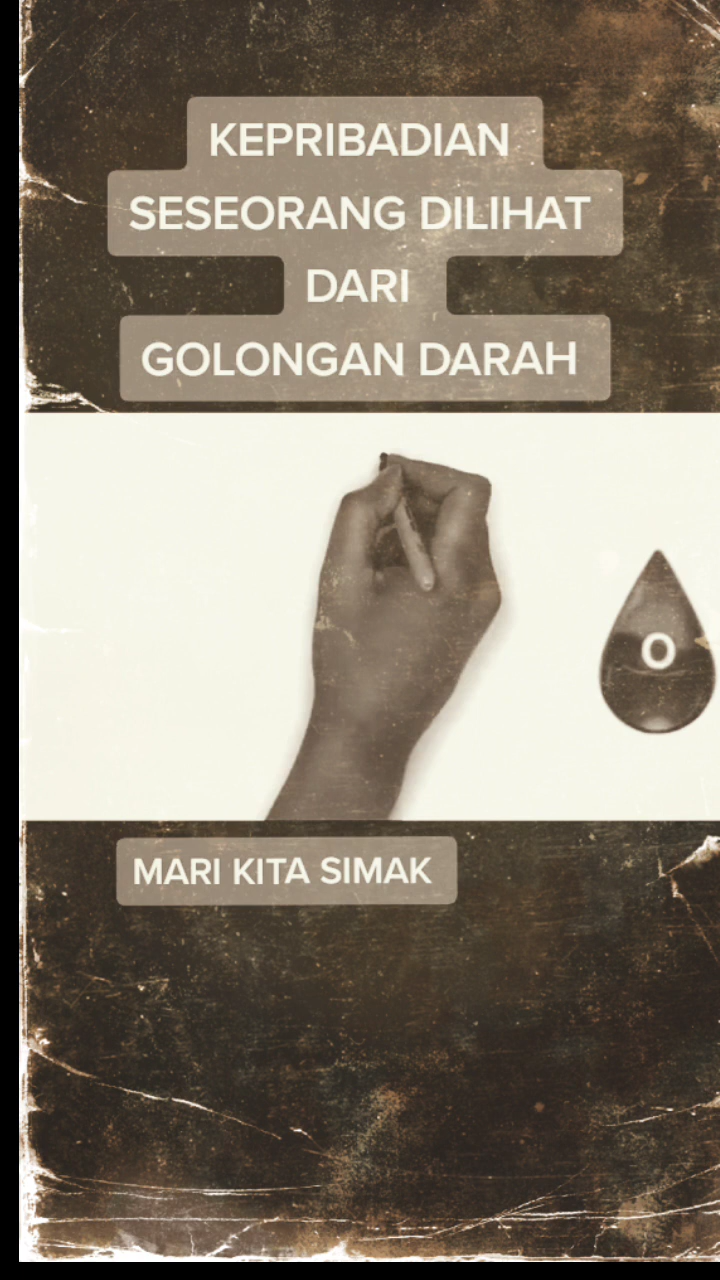 KEPRIBADIAN
SESEORANG DILIHAT
DARI
GOLONGAN DARAH
O
MARI KITA SIMAK